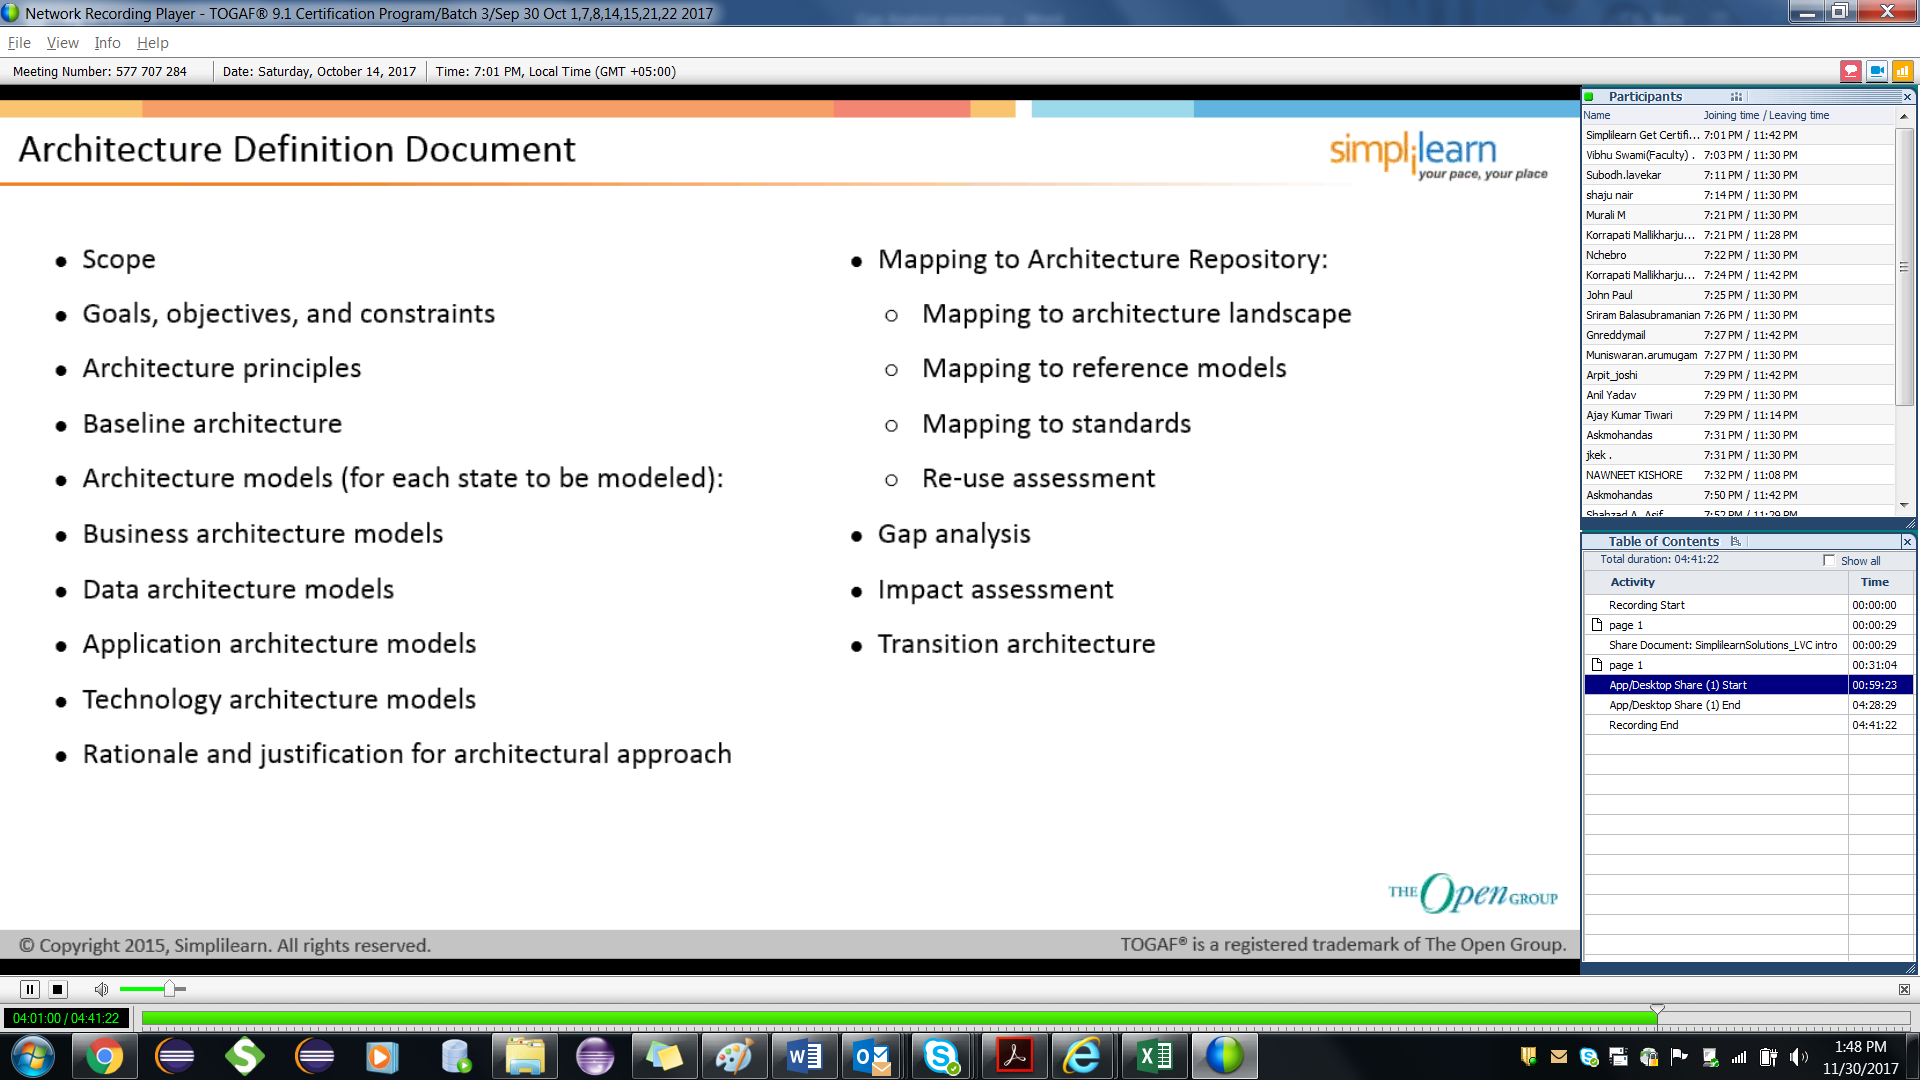 Network Recording Player - TOGAF® 9.1 Certification Program/Batch 3/Sep 30 Oct 1,7,8,14,15,21,22 2017
File View Info Help
Meeting Number: 577 707 284 Date: Saturday, October 14, 2017 Time: 7:01 PM, Local Time (GMT +05:00)
Architecture Definition Document
simplilearn
your pace, your place
Scope
Goals, objectives, and constraints
Architecture principles
Baseline architecture
Architecture models (for each state to be modeled):
Business architecture models
Data architecture models
Application architecture models
Technology architecture models
Rationale and justification for architectural approach
Mapping to Architecture Repository:
Mapping to architecture landscape
Mapping to reference models
Mapping to standards
Re-use assessment
Gap analysis
Impact assessment
Transition architecture
THE Open GROUP
© Copyright 2015, Simplilearn. All rights reserved.
TOGAF® is a registered trademark of The Open Group.
Participants
Name Joining time / Leaving time
Simplilearn Get Certifi... 7:01 PM / 11:42 PM
Vibhu Swami(Faculty) . 7:03 PM / 11:30 PM
Subodh.lavekar 7:11 PM / 11:30 PM
shaju nair 7:14 PM / 11:30 PM
Murali M 7:21 PM / 11:30 PM
Korrapati Mallikharju... 7:21 PM / 11:28 PM
Nchebro 7:22 PM / 11:30 PM
Korrapati Mallikharju... 7:24 PM / 11:42 PM
John Paul 7:25 PM / 11:30 PM
Sriram Balasubramanian 7:26 PM / 11:30 PM
Gnreddymail 7:27 PM / 11:42 PM
Muniswaran.arumugam 7:27 PM / 11:30 PM
Arpit_joshi 7:29 PM / 11:42 PM
Anil Yadav 7:29 PM / 11:30 PM
Ajay Kumar Tiwari 7:29 PM / 11:14 PM
Askmohandas 7:31 PM / 11:30 PM
jkek . 7:31 PM / 11:30 PM
NAWNEET KISHORE 7:32 PM / 11:08 PM
Askmohandas 7:50 PM / 11:42 PM
Shahzad A. Asif 7:52 PM / 11:29 PM
Table of Contents
Total duration: 04:41:22 Show all
Activity Time
Recording Start 00:00:00
page 1 00:00:29
Share Document: SimplilearnSolutions_LVC intro 00:00:29
page 1 00:31:04
App/Desktop Share (1) Start 00:59:23
App/Desktop Share (1) End 04:28:29
Recording End 04:41:22
04:01:00 / 04:41:22
1:48 PM
11/30/2017